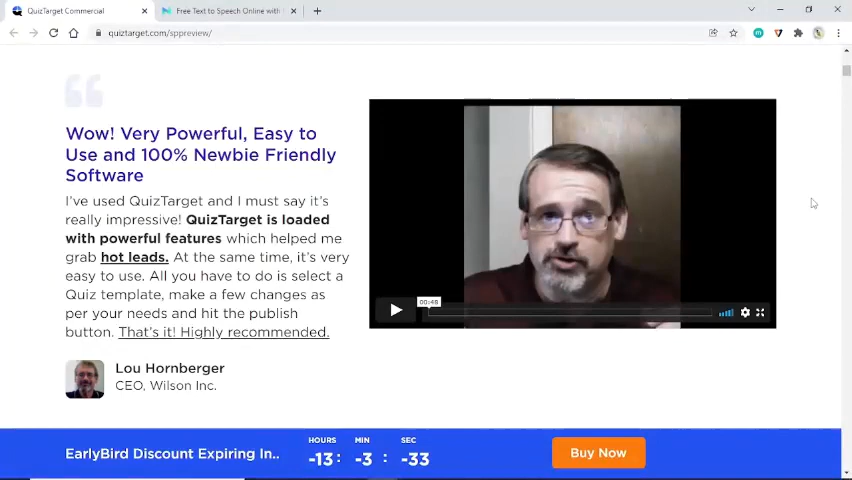 QuizTarget Commercial
Free Text to Speech Online with
quiztarget.com/sppreview/
Wow! Very Powerful, Easy to
Use and 100% Newbie Friendly
Software
I've used QuizTarget and I must say it's
really impressive! QuizTarget is loaded
with powerful features which helped me
grab hot leads. At the same time, it's very
easy to use. All you have to do is select a
Quiz template, make a few changes as
per your needs and hit the publish
button. That's it! Highly recommended.
Lou Hornberger
CEO, Wilson Inc.
00:48
EarlyBird Discount Expiring In..
HOURS MIN SEC
-13 : -3 : -33
Buy Now